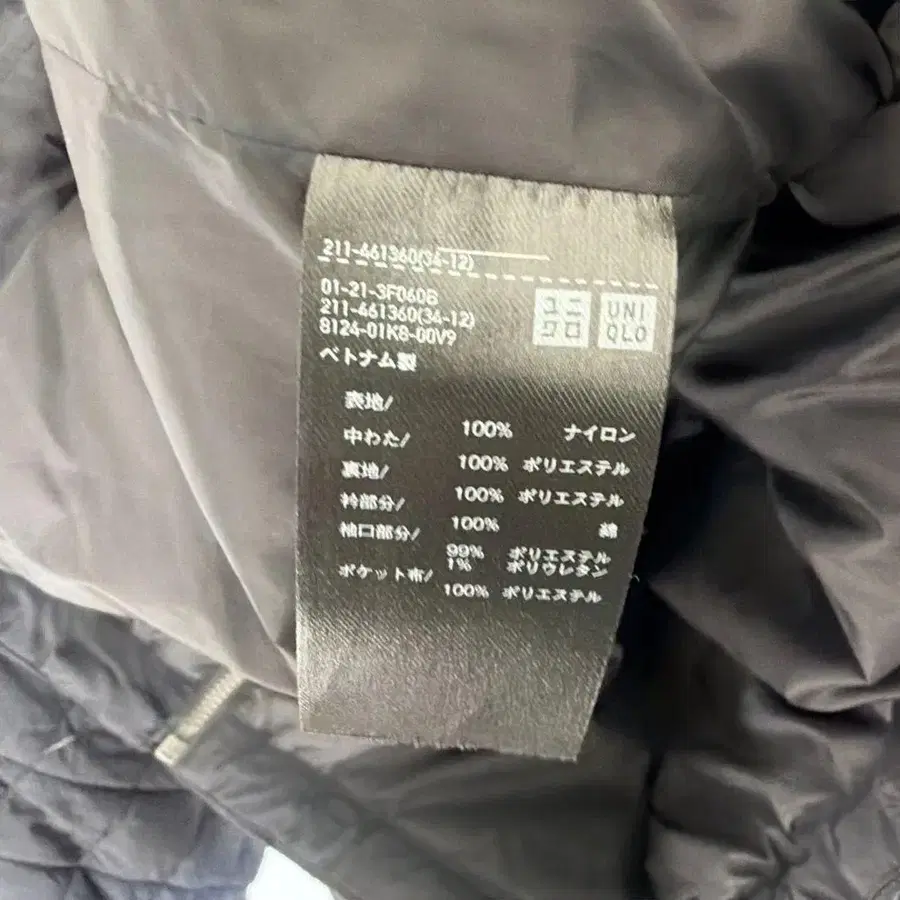 211-461360(34-12)
01-21-3F060B
211-461360(34-12)
8124-01K8-00V9
ベトナム製
ユニ
クロ
UNI
QLO
表地/
100% ナイロン
中わた/
100% ポリエステル
裏地/
100% ポリエステル
衿部分/
100% 綿
袖口部分/
99% ポリエステル
1% ポリウレタン
ポケット布/
100% ポリエステル